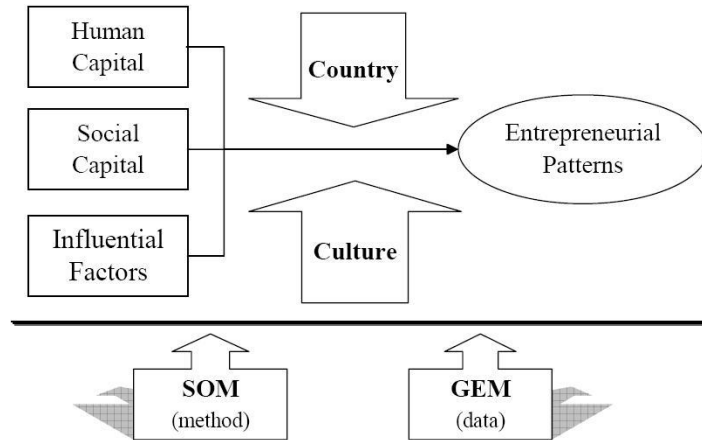 Human
Capital
Country
Social
Capital
Entrepreneurial
Patterns
Influential
Factors
Culture
SOM
(method)
GEM
(data)